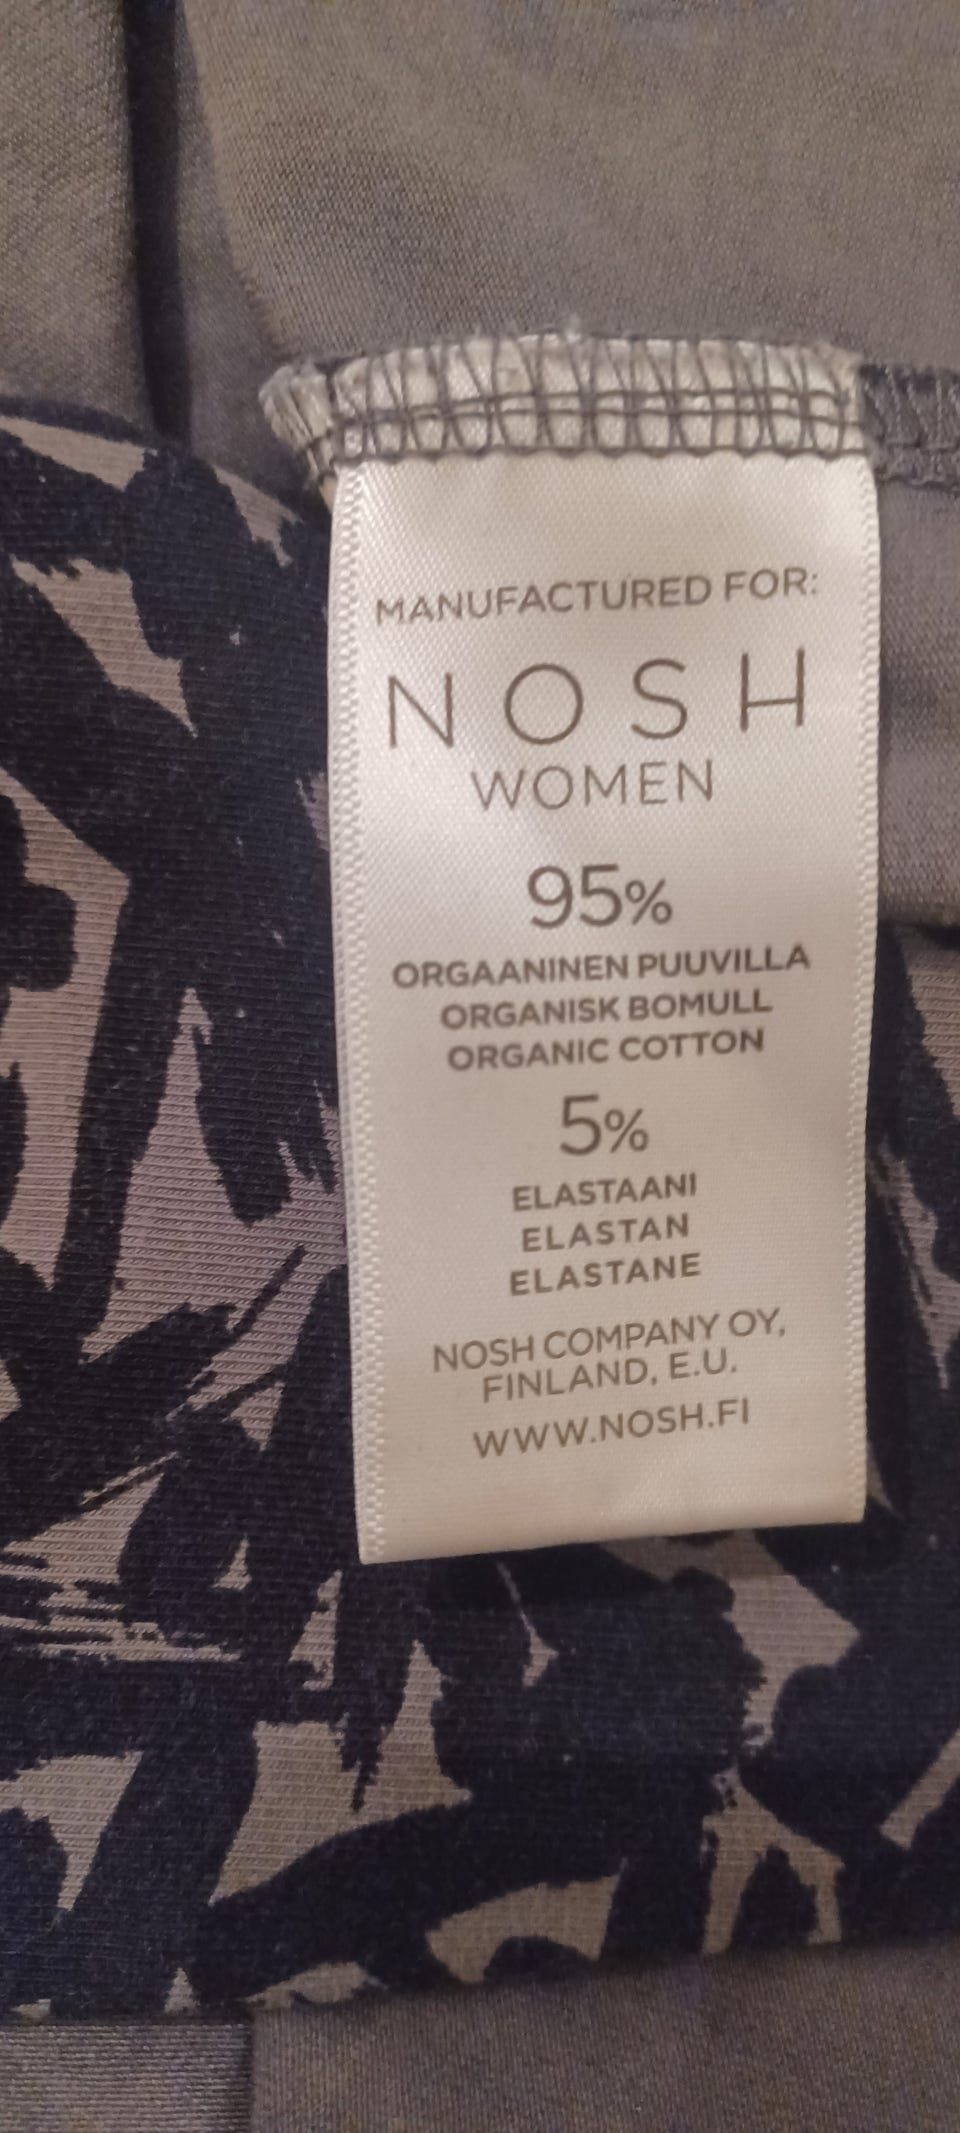 MANUFACTURED FOR:
NOSH
WOMEN
95%
ORGAANINEN PUUVILLA
ORGANISK BOMULL
ORGANIC COTTON
5%
ELASTAANI
ELASTAN
ELASTANE
NOSH COMPANY OY,
FINLAND, E.U.
WWW.NOSH.FI